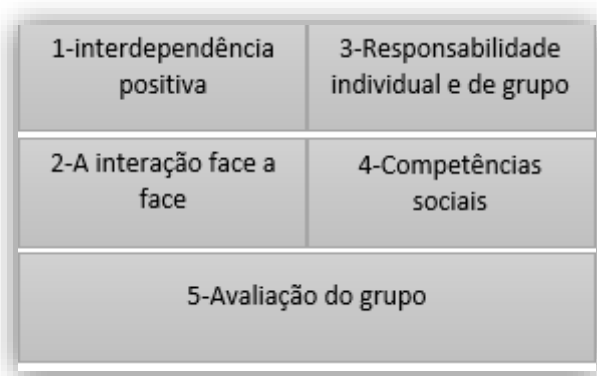 1-interdependência
positiva
3-Responsabilidade
individual e de grupo
2-A interação face a
face
4-Competências
sociais
5-Avaliação do grupo